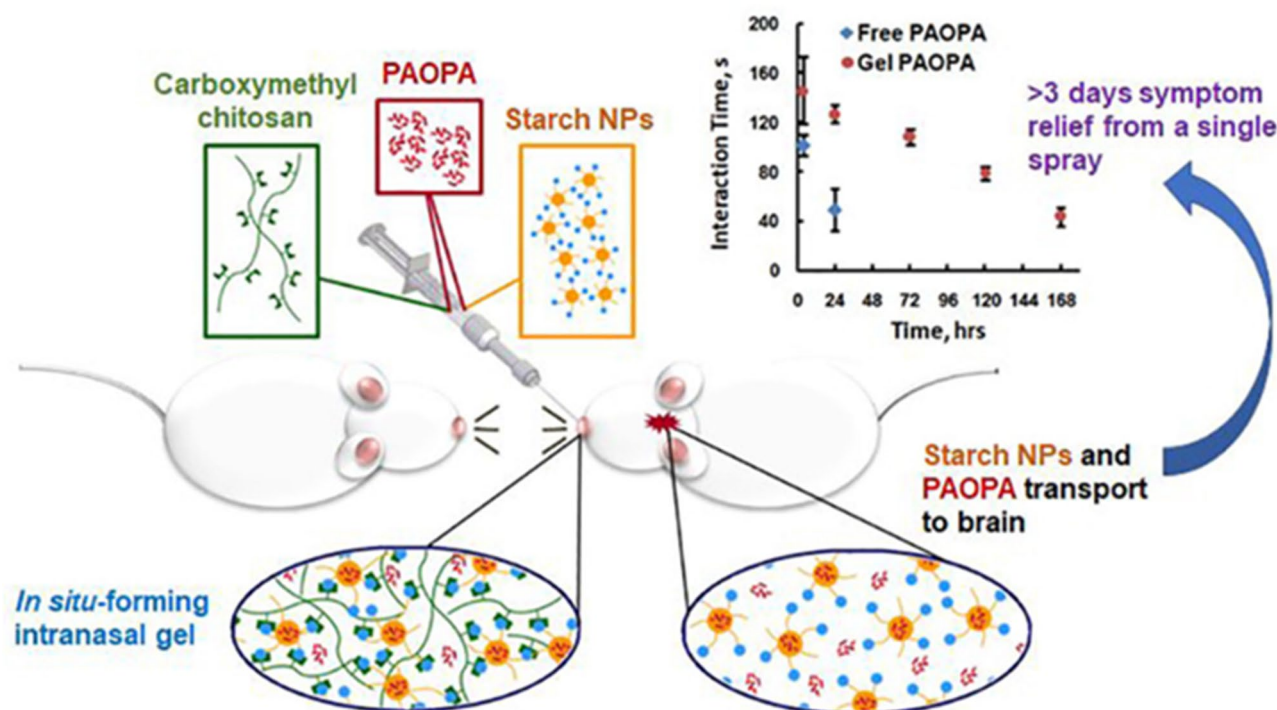 Carboxymethyl
chitosan
PAOPA
Starch NPs
200
160
120
80
40
0
Interaction Time, s
Free PAOPA
Gel PAOPA
0 24 48 72 96 120 144 168
Time, hrs
>3 days symptom
relief from a single
spray
Starch NPs and
PAOPA transport
to brain
In situ-forming
intranasal gel